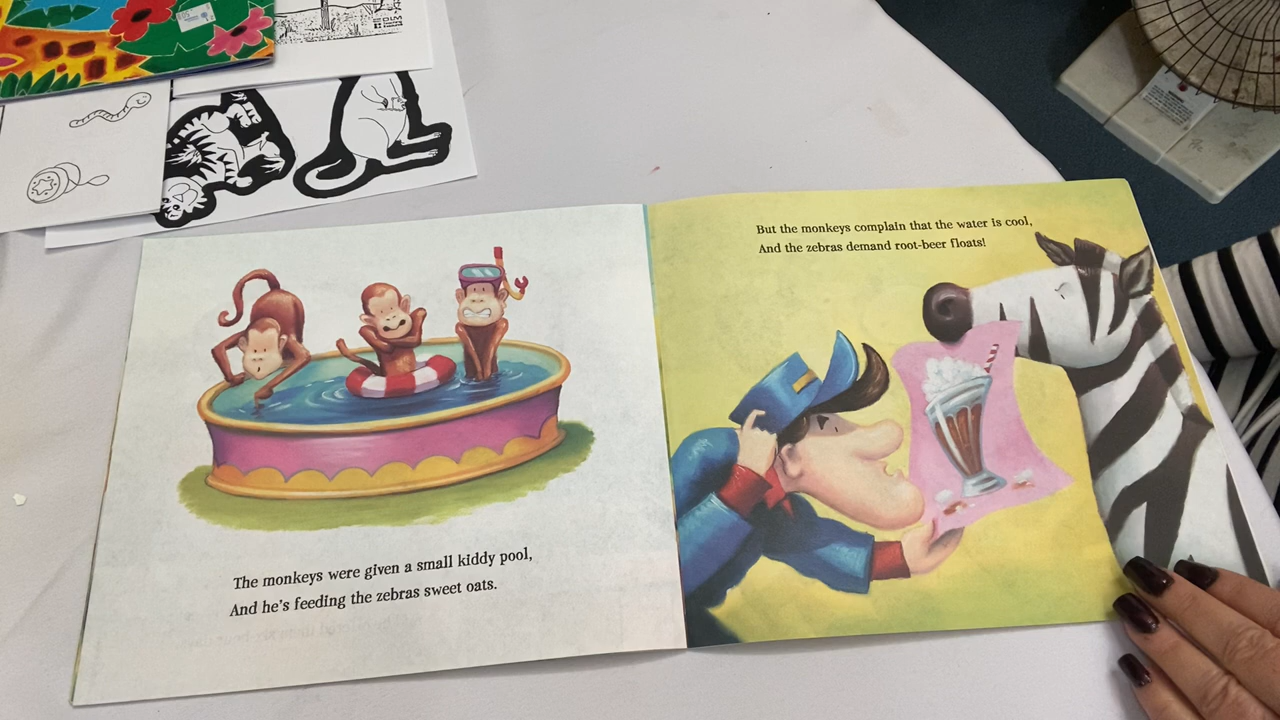 The monkeys were given a small kiddy pool,
And he's feeding the zebras sweet oats.
But the monkeys complain that the water is cool,
And the zebras demand root-beer floats!
DLM